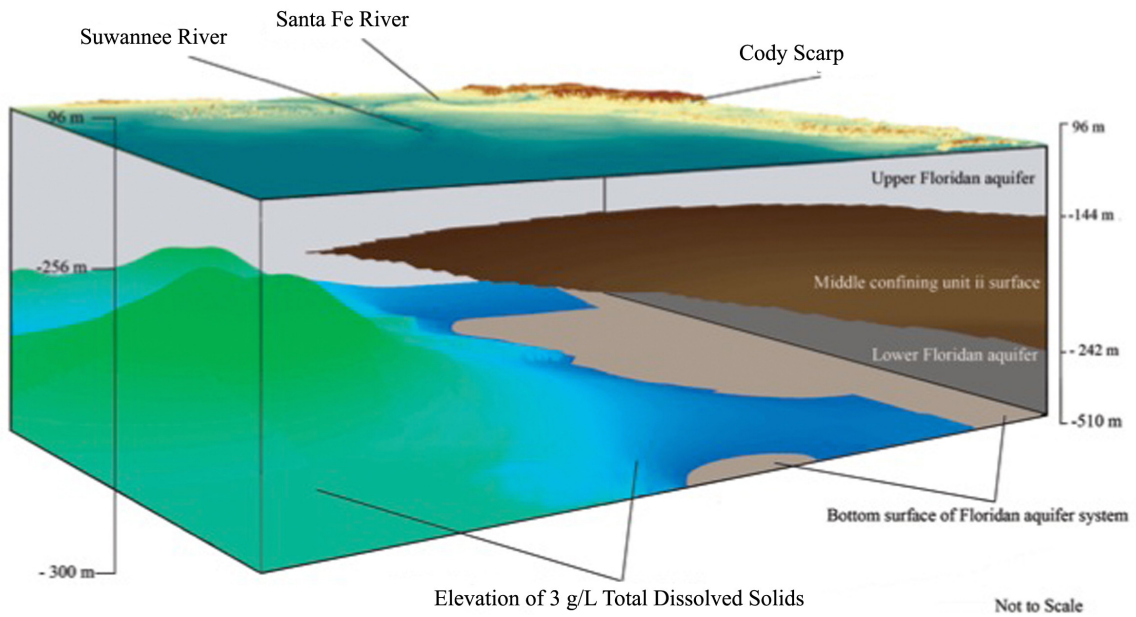 Santa Fe River
Suwannee River
Cody Scarp
96 m
96 m
Upper Floridan aquifer
-144 m
-256 m
Middle confining unit ii surface
Lower Floridan aquifer
- 242 m
-510 m
Bottom surface of Floridan aquifer system
- 300 m
Elevation of 3 g/L Total Dissolved Solids
Not to Scale